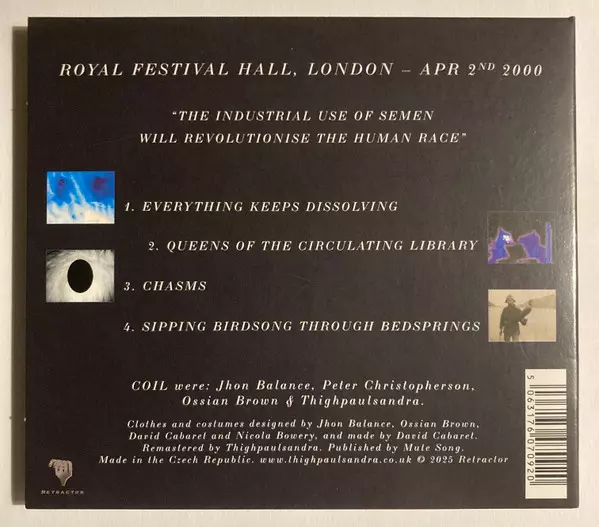 ROYAL FESTIVAL HALL, LONDON – APR 2ND 2000
“THE INDUSTRIAL USE OF SEMEN
WILL REVOLUTIONISE THE HUMAN RACE”
1. EVERYTHING KEEPS DISSOLVING
2. QUEENS OF THE CIRCULATING LIBRARY
3. CHASMS
4. SIPPING BIRDSONG THROUGH BEDSPRINGS
COIL were: Jhon Balance, Peter Christopherson,
Ossian Brown & Thighpaulsandra.
Clothes and costumes designed by Jhon Balance, Ossian Brown,
David Cabaret and Nicola Bowery, and made by David Cabaret.
Remastered by Thighpaulsandra. Published by Mute Song.
Made in the Czech Republic. www.thighpaulsandra.co.uk © 2025 Retractor
RETRACTOR
5 063176 070920